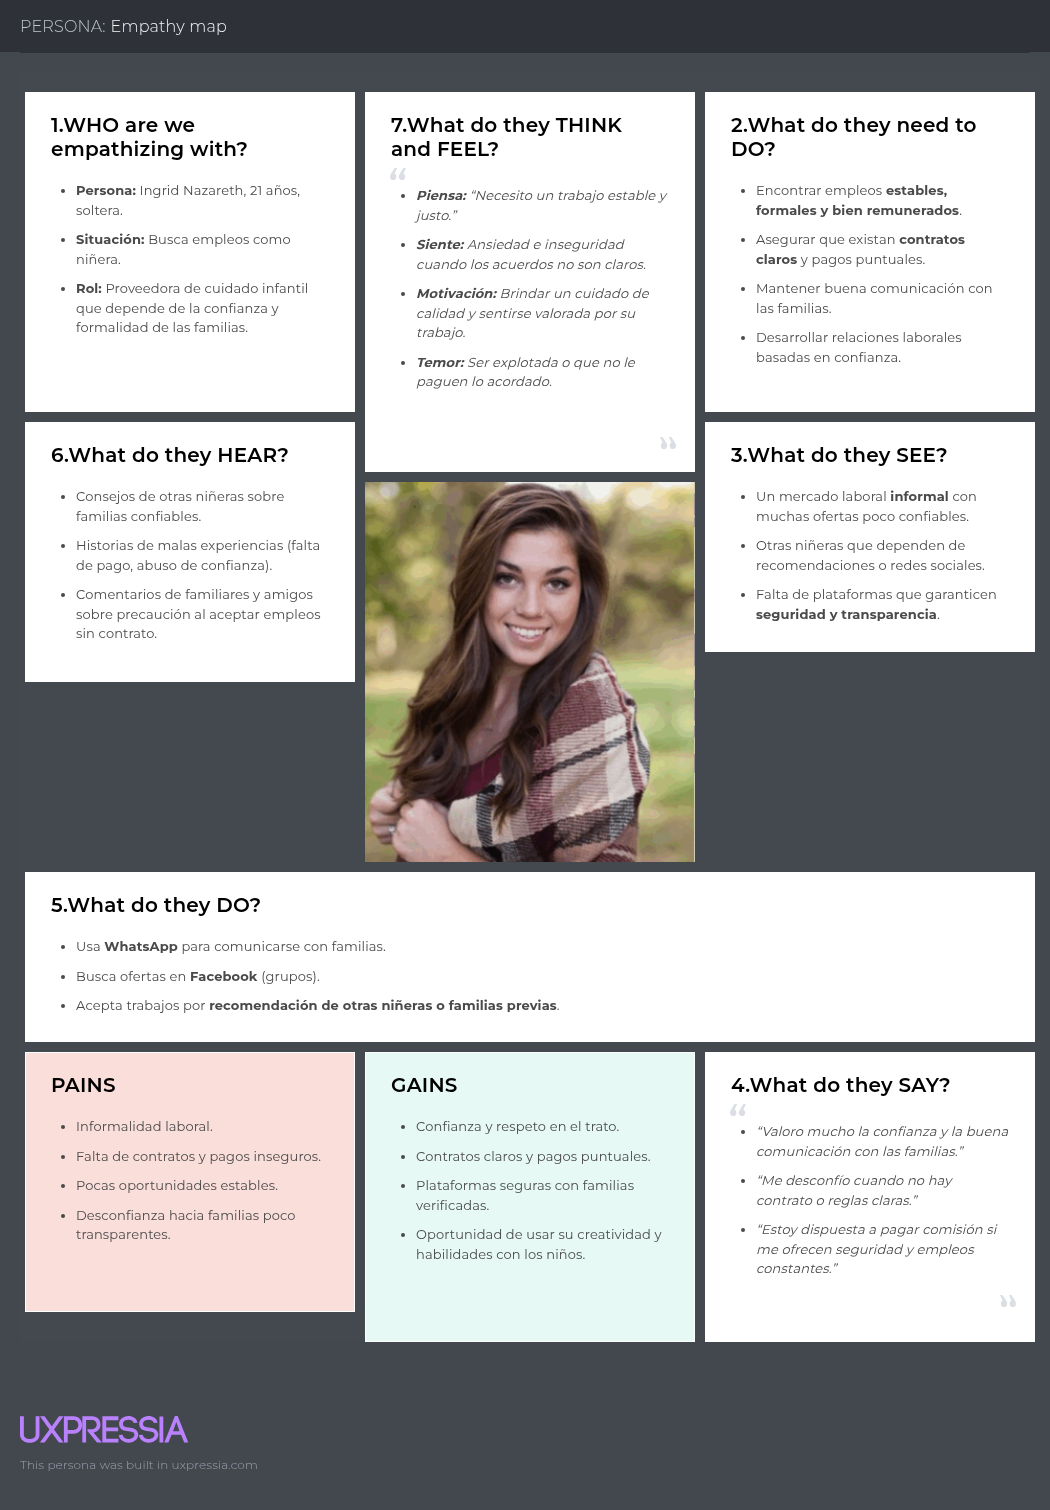 PERSONA: Empathy map
1.WHO are we
empathizing with?
• Persona: Ingrid Nazareth, 21 años,
soltera.
• Situación: Busca empleos como
niñera.
• Rol: Proveedora de cuidado infantil
que depende de la confianza y
formalidad de las familias.
7.What do they THINK
and FEEL?
“
• Piensa: “Necesito un trabajo estable y
justo.”
• Siente: Ansiedad e inseguridad
cuando los acuerdos no son claros.
• Motivación: Brindar un cuidado de
calidad y sentirse valorada por su
trabajo.
• Temor: Ser explotada o que no le
paguen lo acordado.
”
2.What do they need to
DO?
• Encontrar empleos estables,
formales y bien remunerados.
• Asegurar que existan contratos
claros y pagos puntuales.
• Mantener buena comunicación con
las familias.
• Desarrollar relaciones laborales
basadas en confianza.
6.What do they HEAR?
• Consejos de otras niñeras sobre
familias confiables.
• Historias de malas experiencias (falta
de pago, abuso de confianza).
• Comentarios de familiares y amigos
sobre precaución al aceptar empleos
sin contrato.
3.What do they SEE?
• Un mercado laboral informal con
muchas ofertas poco confiables.
• Otras niñeras que dependen de
recomendaciones o redes sociales.
• Falta de plataformas que garanticen
seguridad y transparencia.
5.What do they DO?
• Usa WhatsApp para comunicarse con familias.
• Busca ofertas en Facebook (grupos).
• Acepta trabajos por recomendación de otras niñeras o familias previas.
PAINS
• Informalidad laboral.
• Falta de contratos y pagos inseguros.
• Pocas oportunidades estables.
• Desconfianza hacia familias poco
transparentes.
GAINS
• Confianza y respeto en el trato.
• Contratos claros y pagos puntuales.
• Plataformas seguras con familias
verificadas.
• Oportunidad de usar su creatividad y
habilidades con los niños.
4.What do they SAY?
“
• “Valoro mucho la confianza y la buena
comunicación con las familias.”
• “Me desconfío cuando no hay
contrato o reglas claras.”
• “Estoy dispuesta a pagar comisión si
me ofrecen seguridad y empleos
constantes.”
”
UXPRESSIA
This persona was built in uxpressia.com